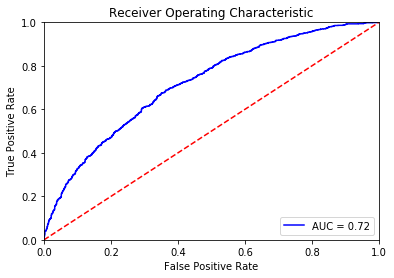 Receiver Operating Characteristic
True Positive Rate
1.0
0.8
0.6
0.4
0.2
0.0
AUC = 0.72
0.0 0.2 0.4 0.6 0.8 1.0
False Positive Rate